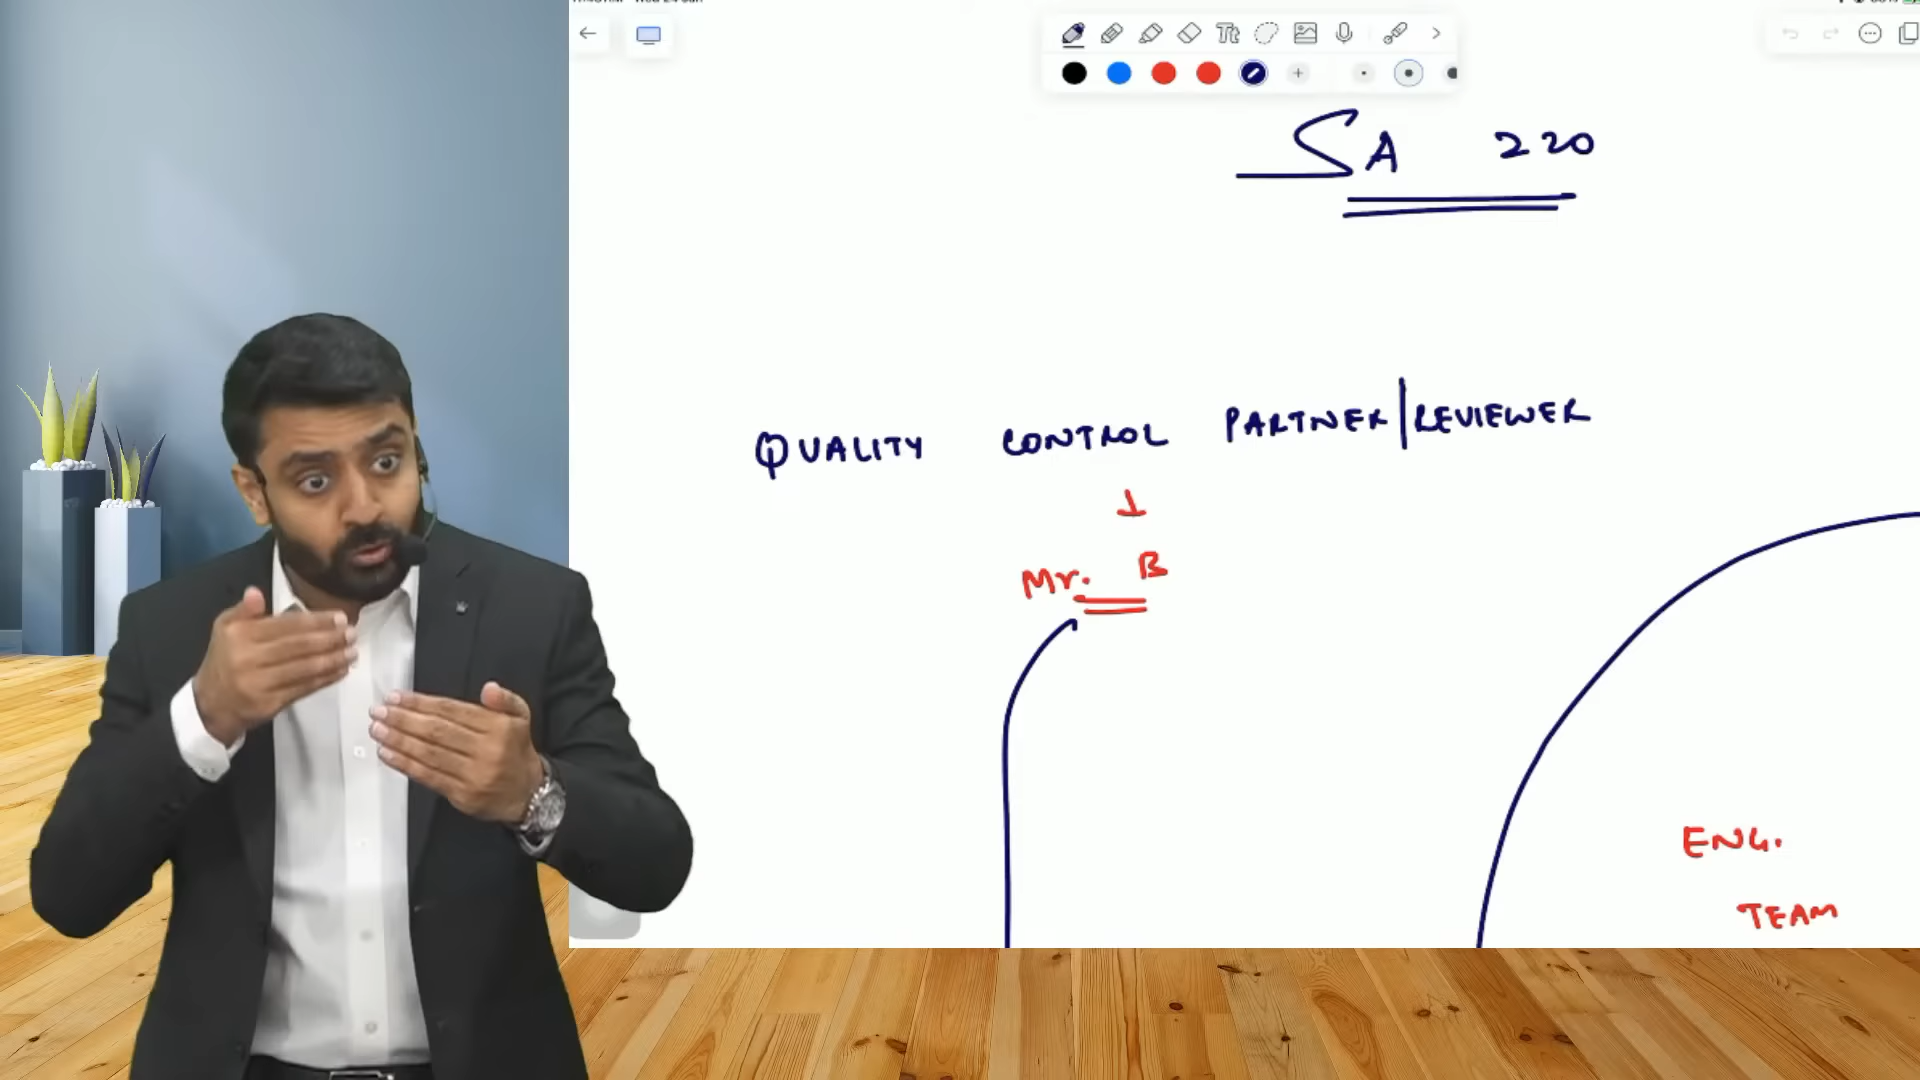 SA 220
QUALITY CONTROL PARTNER/REVIEWER
Mr. B
ENG.
TEAM